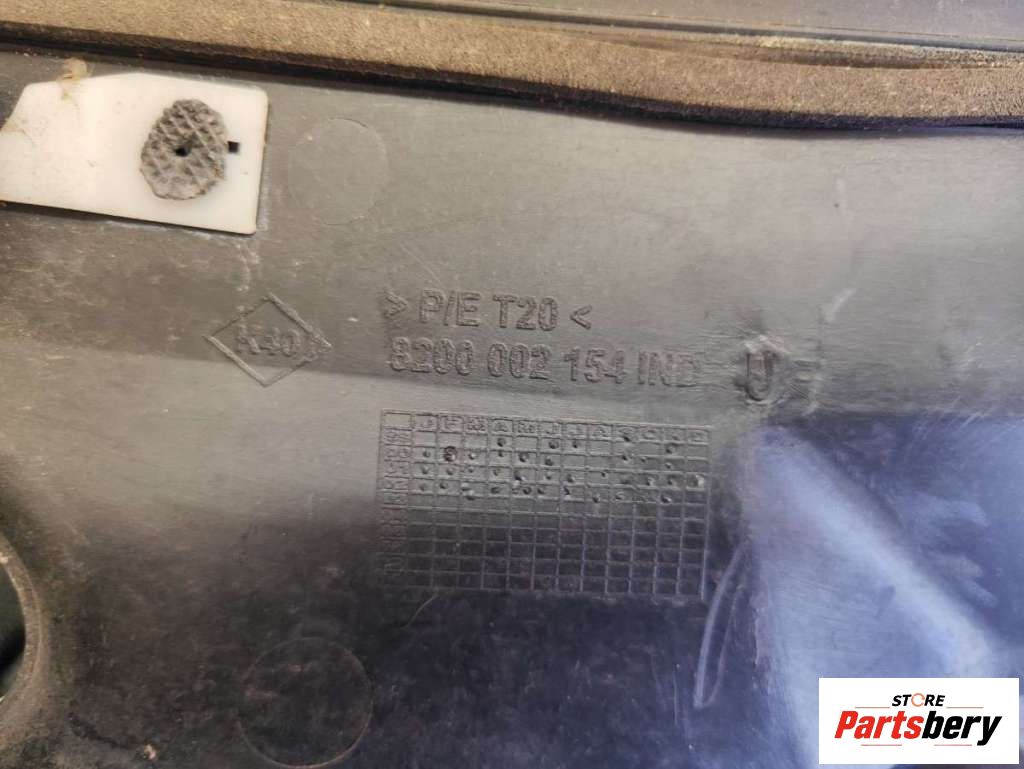 > P/E T20 <
K40
8200 002 154 IND U
J F M A M J J A S O N D
STORE
Partsbery